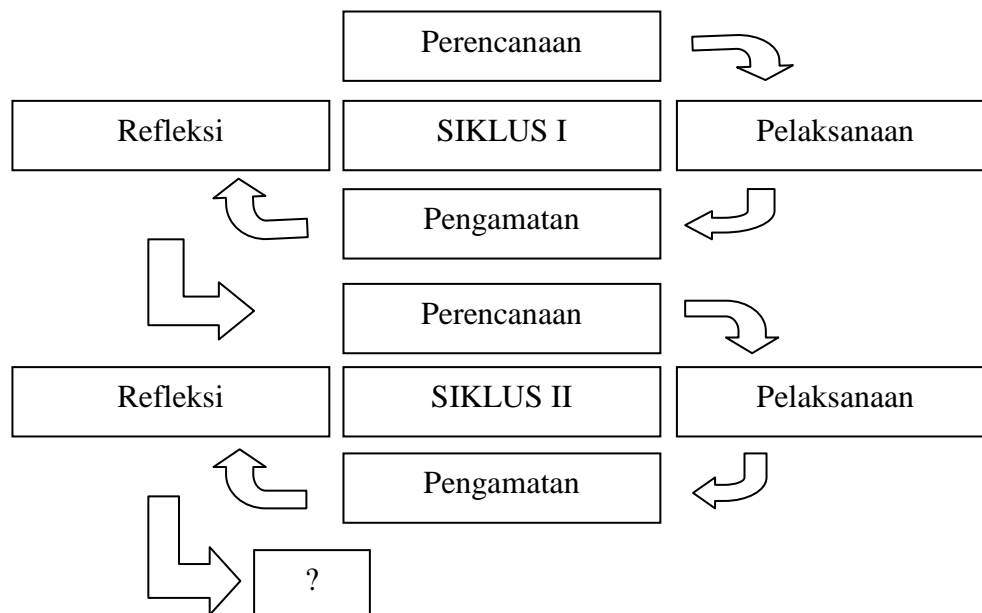 Perencanaan
Refleksi
SIKLUS I
Pelaksanaan
Pengamatan
Perencanaan
Refleksi
SIKLUS II
Pelaksanaan
Pengamatan
?